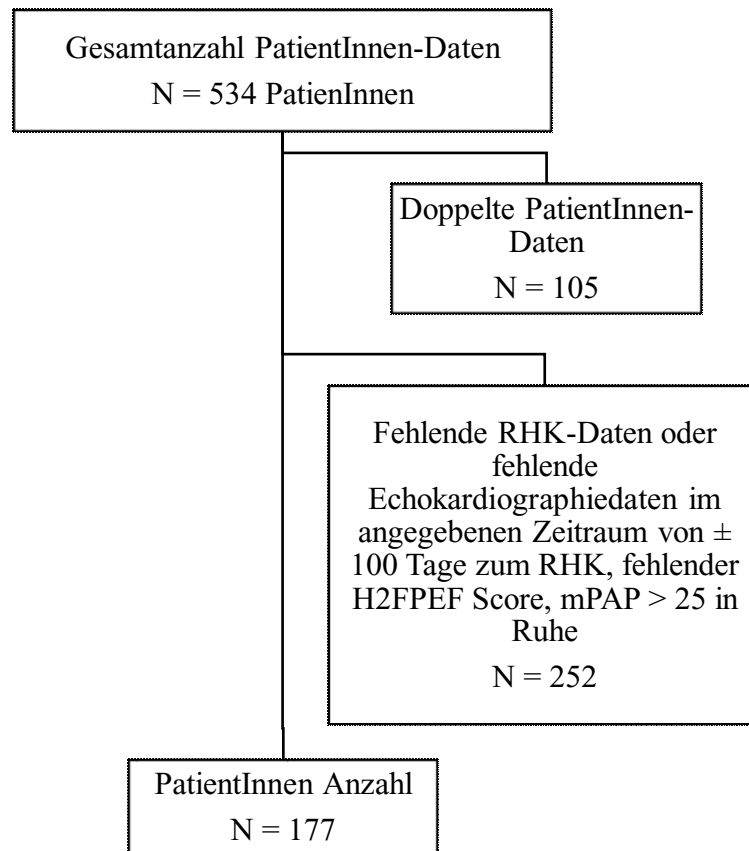 Gesamtanzahl PatientInnen-Daten
N = 534 PatienInnen
Doppelte PatientInnen-
Daten
N = 105
Fehlende RHK-Daten oder
fehlende
Echokardiographiedaten im
angegebenen Zeitraum von ±
100 Tage zum RHK, fehlender
H2FPEF Score, mPAP > 25 in
Ruhe
N = 252
PatientInnen Anzahl
N = 177